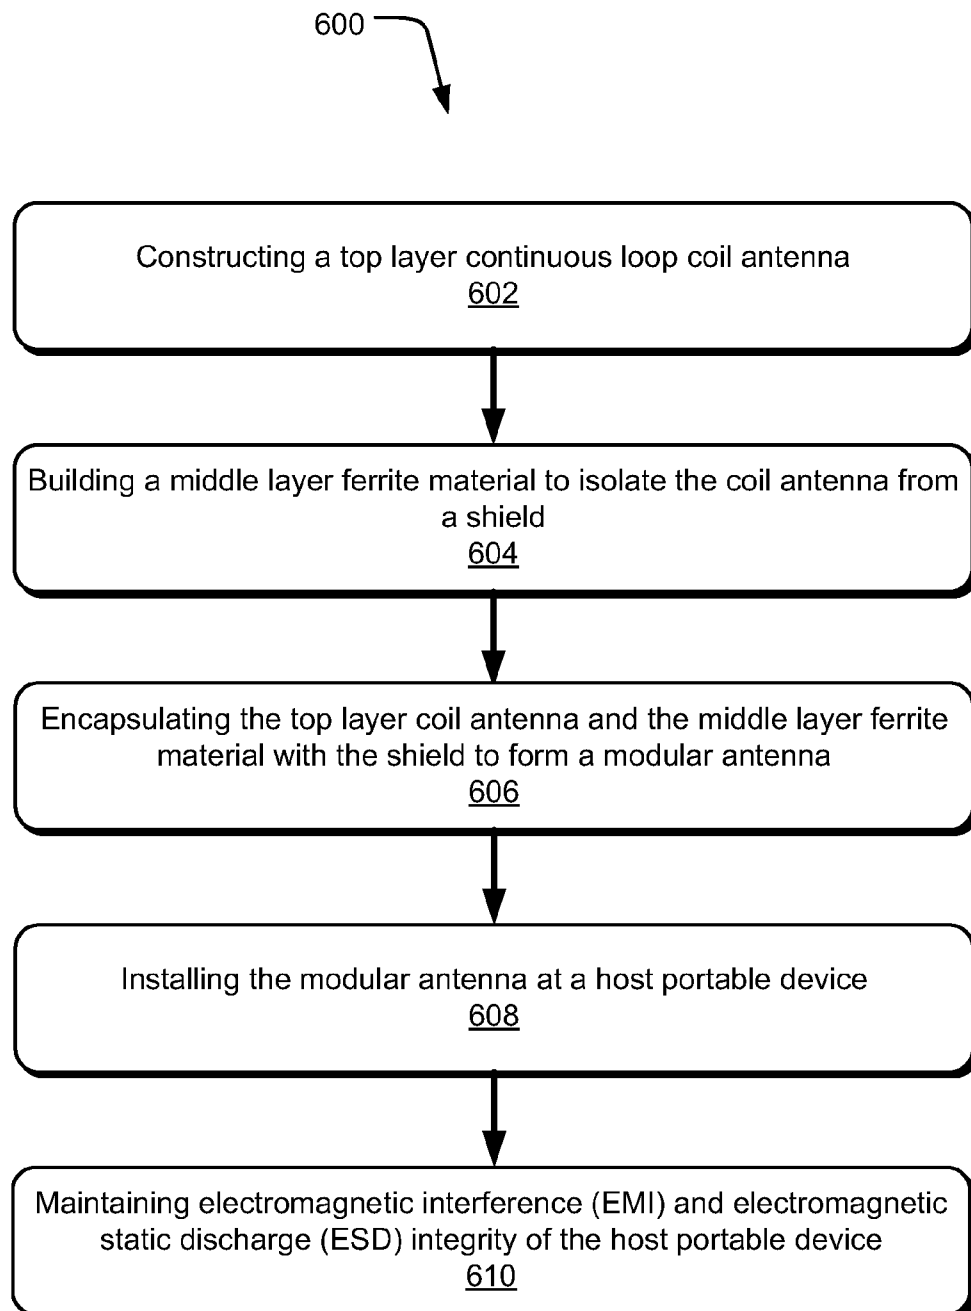 600
Constructing a top layer continuous loop coil antenna
602
Building a middle layer ferrite material to isolate the coil antenna from
a shield
604
Encapsulating the top layer coil antenna and the middle layer ferrite
material with the shield to form a modular antenna
606
Installing the modular antenna at a host portable device
608
Maintaining electromagnetic interference (EMI) and electromagnetic
static discharge (ESD) integrity of the host portable device
610